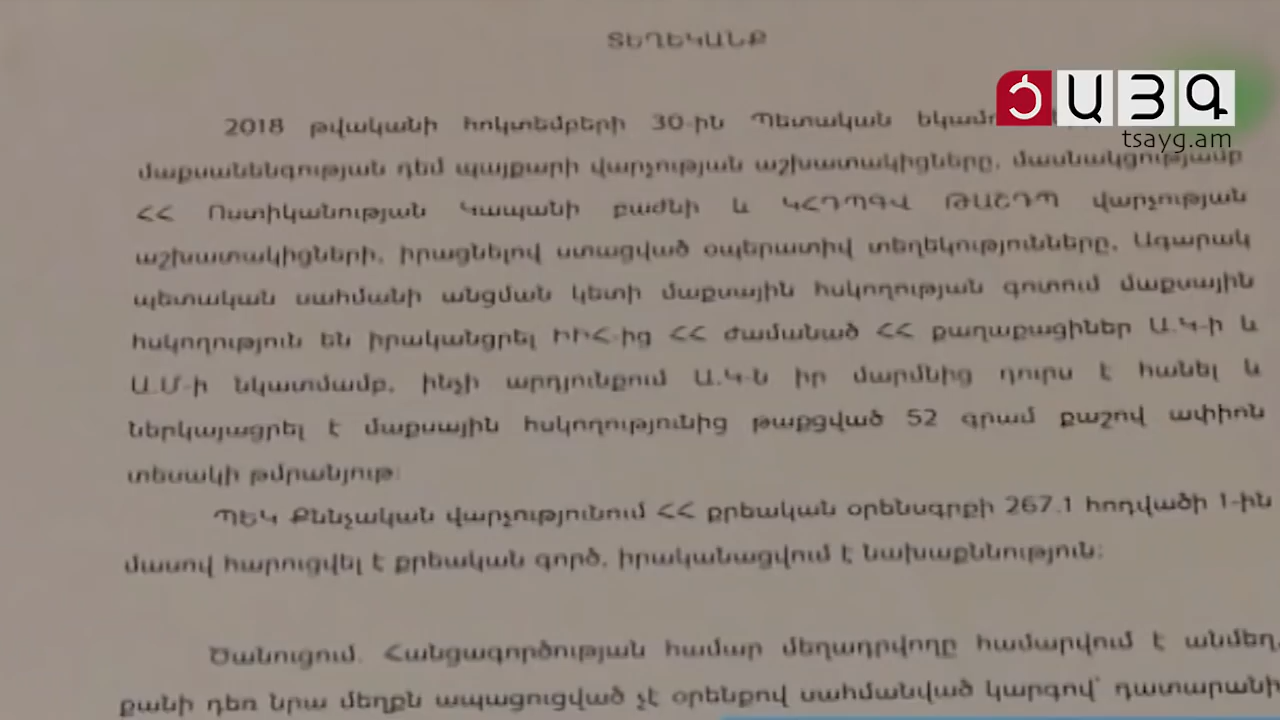 ՏԵՂԵԿԱՆՔ
ԾԱՅԳ
tsayg.am
2018 թվականի հոկտեմբերի 30-ին Պետական
մաքսանենգության դեմ պայքարի վարչության աշխատակիցները, մասնակցությամբ
ՀՀ Ոստիկանության Կապանի բաժնի և ԿՀԴՊԳՎ ԹԱՇԴՊ վարչության
աշխատակիցների, իրացնելով ստացված օպերատիվ տեղեկությունները, Ագարակ
պետական սահմանի անցման կետի մաքսային հսկողության գոտում մաքսային
հսկողություն են իրականցրել ԻԻՀ-ից ՀՀ ժամանած ՀՀ քաղաքացիներ Ա.Կ-ի և
Ա.Մ-ի նկատմամբ, ինչի արդյունքում Ա.Կ-ն իր մարմնից դուրս է հանել և
ներկայացրել է մաքսային հսկողությունից թաքցված 52 գրամ քաշով ափիոն
տեսակի թմրանյութ:
ՊԵԿ Քննչական վարչությունում ՀՀ քրեական օրենսգրքի 267.1 հոդվածի 1-ին
մասով հարուցվել է քրեական գործ, իրականացվում է նախաքննություն:
Ծանուցում. Հանցագործության համար մեղադրվողը համարվում է անմեղ,
քանի դեռ նրա մեղքն ապացուցված չէ օրենքով սահմանված կարգով՝ դատարանի